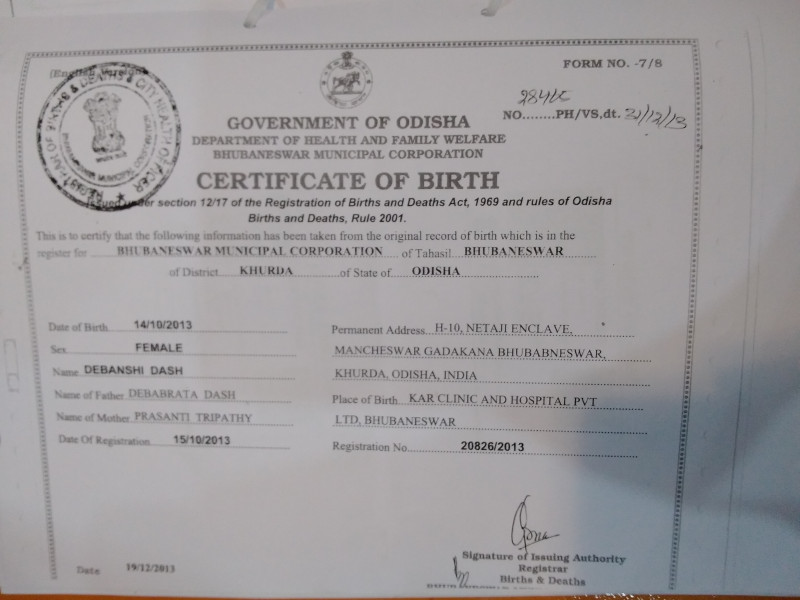 (English Version)
FORM NO. -7/8
NO........PH/VS,dt. 31/12/13
GOVERNMENT OF ODISHA
DEPARTMENT OF HEALTH AND FAMILY WELFARE
BHUBANESWAR MUNICIPAL CORPORATION
CERTIFICATE OF BIRTH
Issued under section 12/17 of the Registration of Births and Deaths Act, 1969 and rules of Odisha
Births and Deaths, Rule 2001.
This is to certify that the following information has been taken from the original record of birth which is in the
register for BHUBANESWAR MUNICIPAL CORPORATION of Tahasil BHUBANESWAR
of District KHURDA of State of ODISHA
Date of Birth 14/10/2013
Sex FEMALE
Name DEBANSHI DASH
Name of Father DEBABRATA DASH
Name of Mother PRASANTI TRIPATHY
Date Of Registration 15/10/2013
Permanent Address H-10, NETAJI ENCLAVE,
MANCHESWAR GADAKANA BHUBABNESWAR,
KHURDA, ODISHA, INDIA
Place of Birth KAR CLINIC AND HOSPITAL PVT
LTD, BHUBANESWAR
Registration No. 20826/2013
Signature of Issuing Authority
Registrar
Births & Deaths
Date 19/12/2013